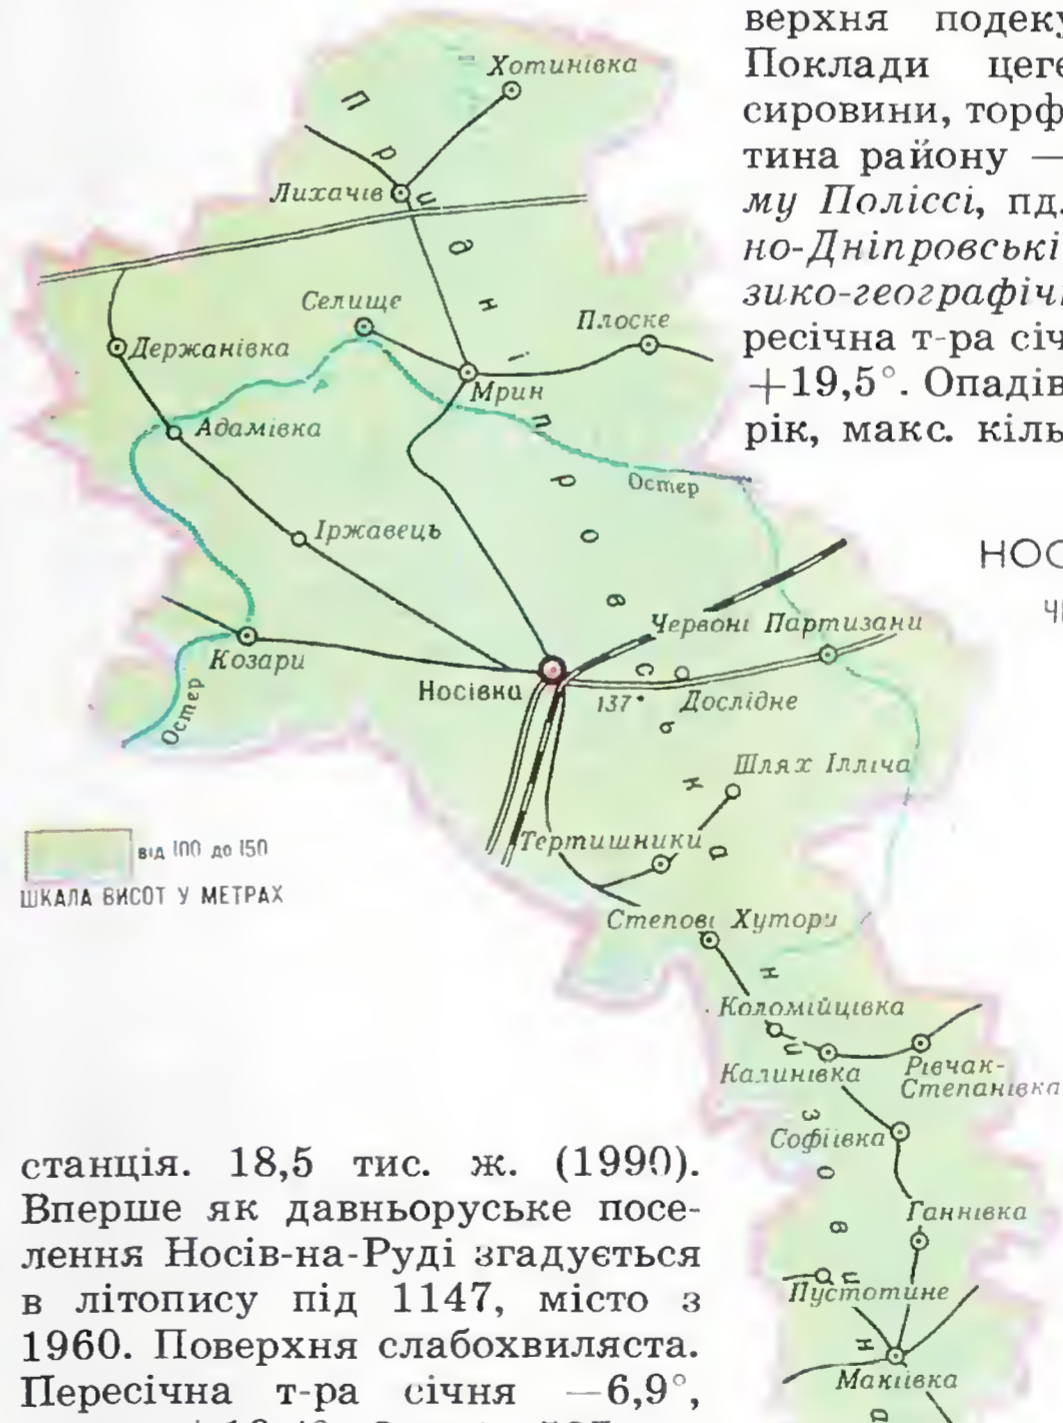 верхня подеку
Поклади цеге
сировини, торф
тина району —
му Поліссі, пд.
но-Дніпровські
зико-географіч
ресічна т-ра січ
+19,5°. Опадів
рік, макс. кіль
НОС
Хотинівка
Лихачів
Придніпровська низовина
Селище
Плоске
Держанівка
Мрин
Адамівка
Остер
Іржавець
Червоні Партизани
Козари
Носівка
137
Дослідне
Остер
Шлях Ілліча
Тертишники
від 100 до 150
ШКАЛА ВИСОТ У МЕТРАХ
Степові Хутори
Коломійцівка
Калинівка
Рівчак-
Степанівка
Софіївка
Ганнівка
Пустотине
Макіївка
станція. 18,5 тис. ж. (1990).
Вперше як давньоруське посе-
лення Носів-на-Руді згадується
в літопису під 1147, місто з
1960. Поверхня слабохвиляста.
Пересічна т-ра січня —6,9°,